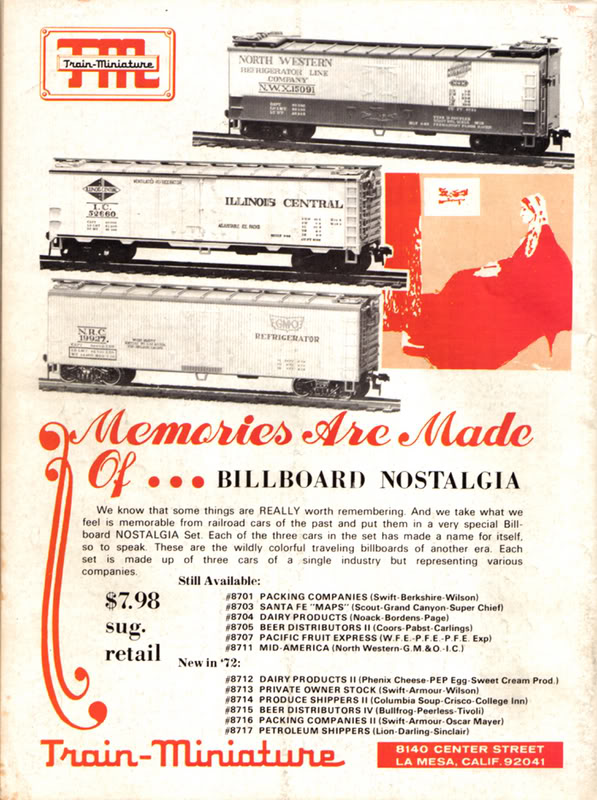 TM
Train-Miniature
NORTH WESTERN
REFRIGERATOR LINE
COMPANY
N.W.X.15091
I.C.
52660
ILLINOIS CENTRAL
N.R.C.
19927
GM&O
REFRIGERATOR
Memories Are Made
Of ... BILLBOARD NOSTALGIA
We know that some things are REALLY worth remembering. And we take what we
feel is memorable from railroad cars of the past and put them in a very special Bill-
board NOSTALGIA Set. Each of the three cars in the set has made a name for itself,
so to speak. These are the wildly colorful traveling billboards of another era. Each
set is made up of three cars of a single industry but representing various
companies.
Still Available:
$7.98
sug.
retail
#8701 PACKING COMPANIES (Swift-Berkshire-Wilson)
#8703 SANTA FE "MAPS" (Scout-Grand Canyon-Super Chief)
#8704 DAIRY PRODUCTS (Noack-Bordens-Page)
#8705 BEER DISTRIBUTORS II (Coors-Pabst-Carlings)
#8707 PACIFIC FRUIT EXPRESS (W.F.E.-P.F.E.-P.F.E. Exp)
#8711 MID-AMERICA (North Western-G.M.&O.-I.C.)
New in '72:
#8712 DAIRY PRODUCTS II (Phenix Cheese-PEP Egg-Sweet Cream Prod.)
#8713 PRIVATE OWNER STOCK (Swift-Armour-Wilson)
#8714 PRODUCE SHIPPERS II (Columbia Soup-Crisco-College Inn)
#8715 BEER DISTRIBUTORS IV (Bullfrog-Peerless-Tivoli)
#8716 PACKING COMPANIES II (Swift-Armour-Oscar Mayer)
#8717 PETROLEUM SHIPPERS (Lion-Darling-Sinclair)
Train-Miniature
8140 CENTER STREET
LA MESA, CALIF. 92041